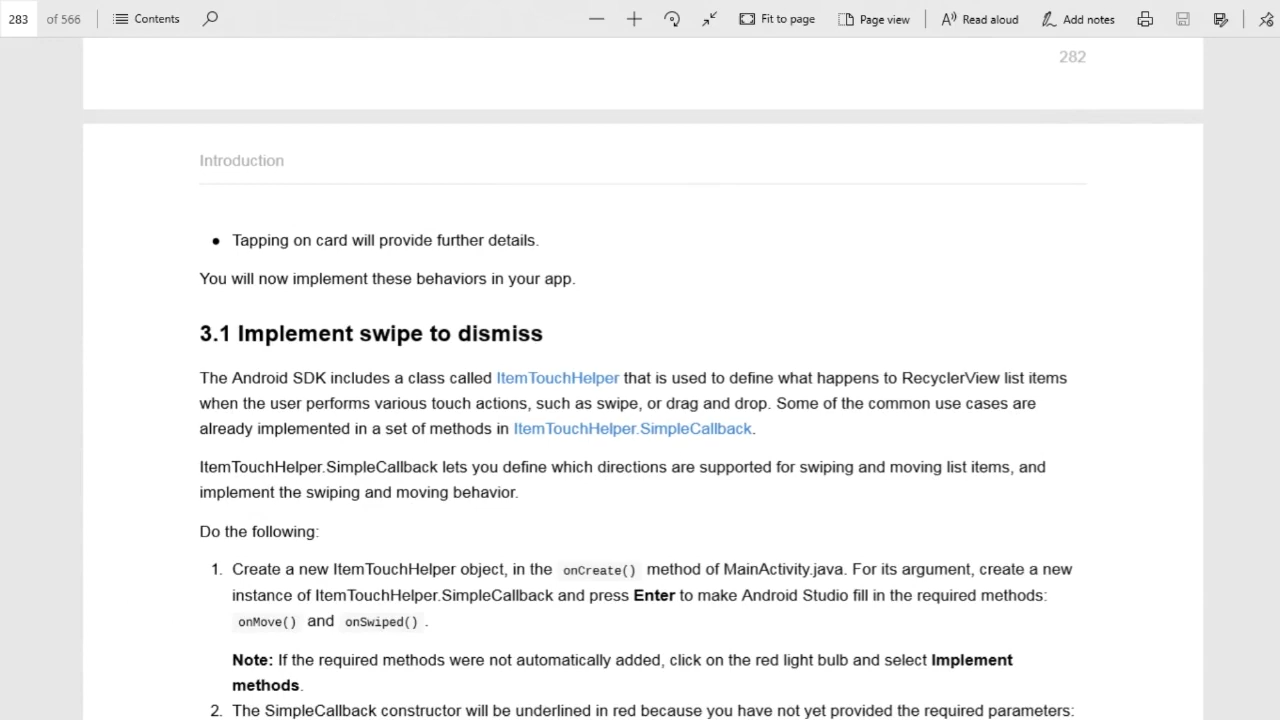 283 of 566 Contents Fit to page Page view Read aloud Add notes
282
Introduction
• Tapping on card will provide further details.
You will now implement these behaviors in your app.
3.1 Implement swipe to dismiss
The Android SDK includes a class called ItemTouchHelper that is used to define what happens to RecyclerView list items
when the user performs various touch actions, such as swipe, or drag and drop. Some of the common use cases are
already implemented in a set of methods in ItemTouchHelper.SimpleCallback.
ItemTouchHelper.SimpleCallback lets you define which directions are supported for swiping and moving list items, and
implement the swiping and moving behavior.
Do the following:
1. Create a new ItemTouchHelper object, in the onCreate() method of MainActivity.java. For its argument, create a new
instance of ItemTouchHelper.SimpleCallback and press Enter to make Android Studio fill in the required methods:
onMove() and onSwiped() .
Note: If the required methods were not automatically added, click on the red light bulb and select Implement
methods.
2. The SimpleCallback constructor will be underlined in red because you have not yet provided the required parameters: